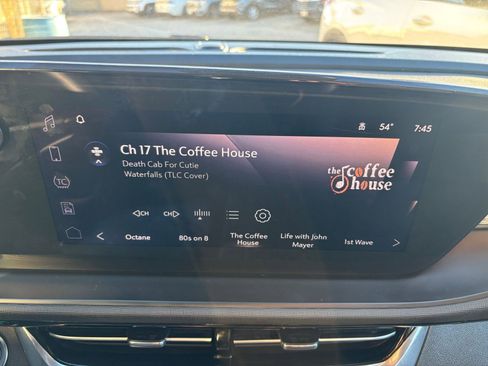 54°
7:45
Ch 17 The Coffee House
Death Cab For Cutie
Waterfalls (TLC Cover)
the coffee
house
TC
CH
CH
Octane
80s on 8
The Coffee
House
Life with John
Mayer
1st Wave